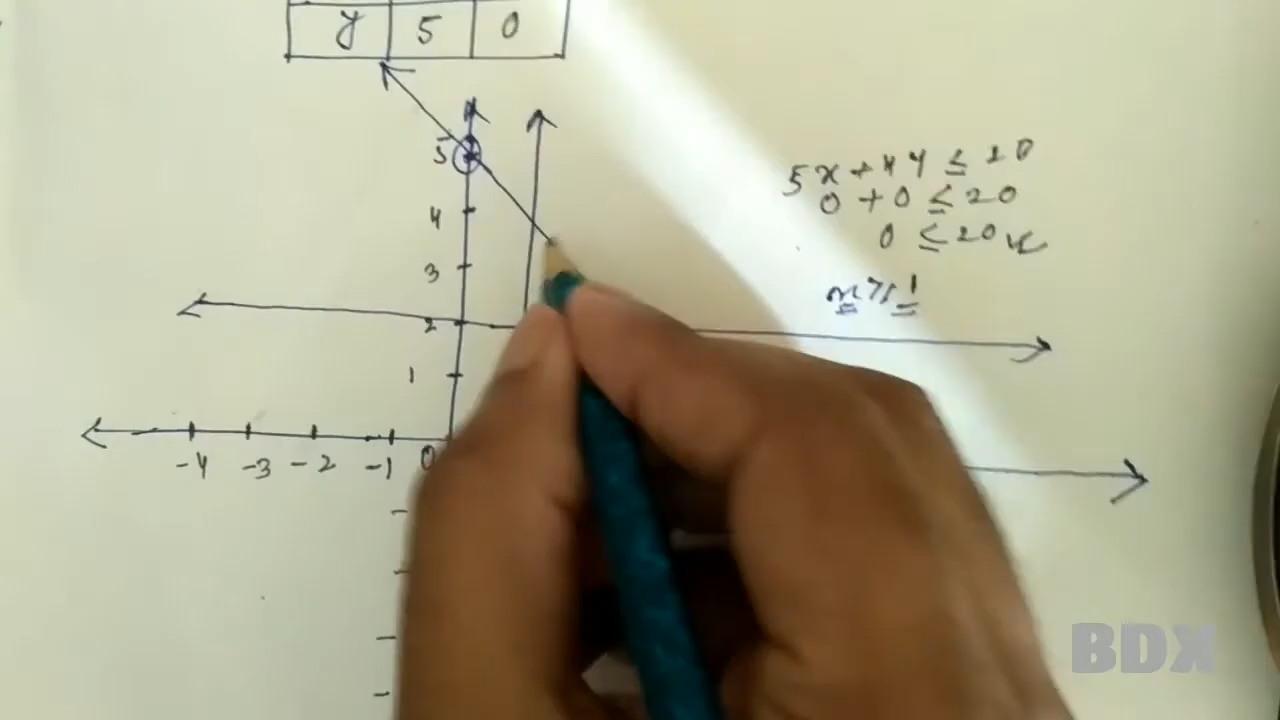 y 5 0
5
4
3
2
1
-4 -3 -2 -1 0
5x + 4y ≤ 20
0 + 0 ≤ 20
0 ≤ 20
x ≥ 1
BDX